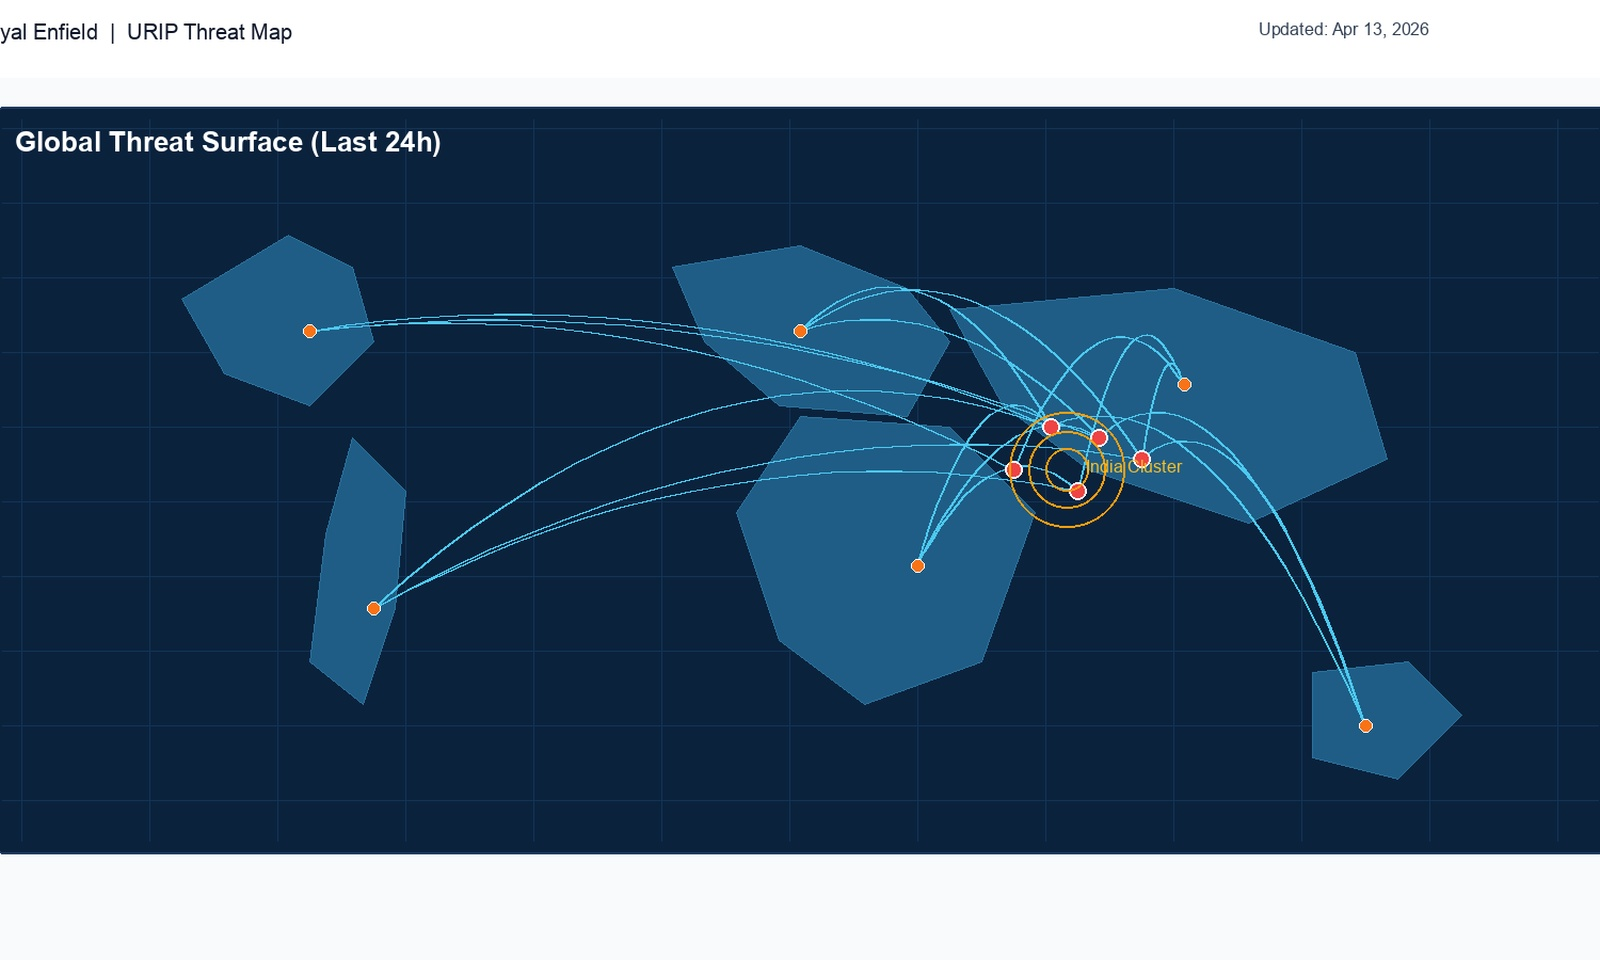 yal Enfield | URIP Threat Map
Updated: Apr 13, 2026
Global Threat Surface (Last 24h)
India Cluster